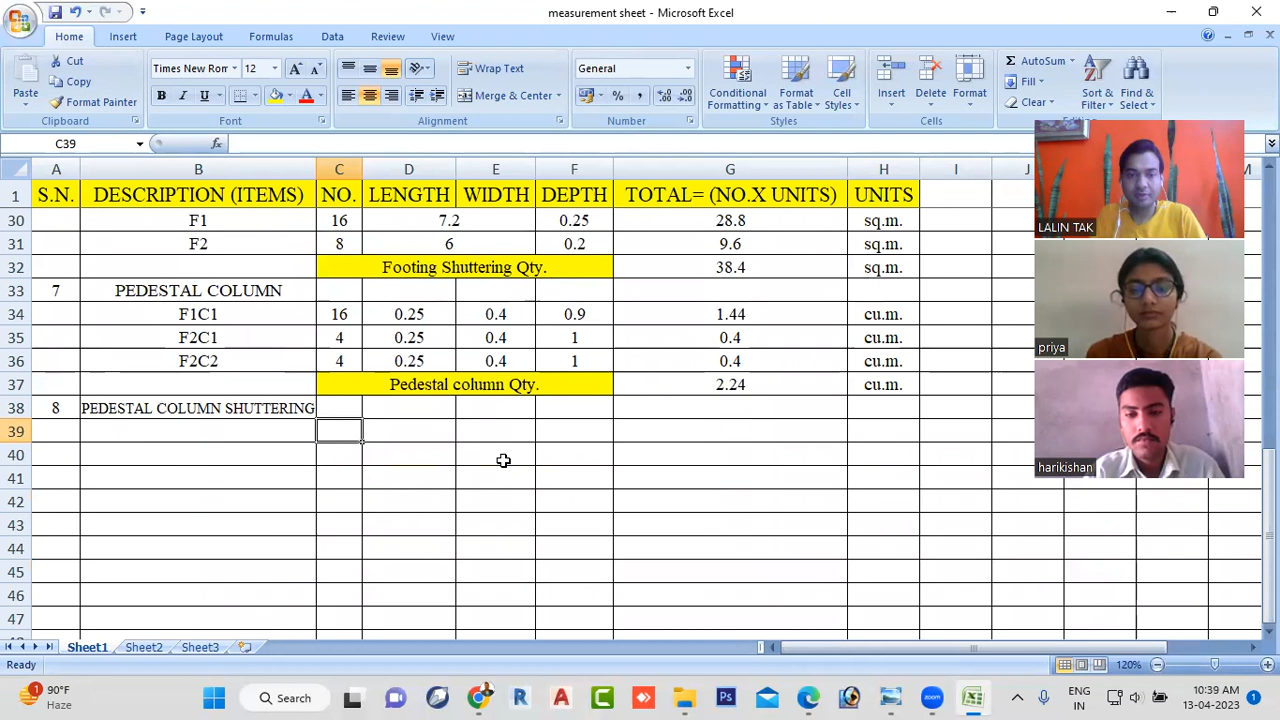 measurement sheet - Microsoft Excel
Home Insert Page Layout Formulas Data Review View
Paste
Cut
Copy
Format Painter
Clipboard
Times New Rom 12
B I U
Font
Wrap Text
Merge & Center
Alignment
General
Number
Conditional Formatting
Format as Table
Cell Styles
Styles
Insert Delete Format
Cells
AutoSum
Fill
Clear
Sort & Filter
Find & Select
C39
fx
A B C D E F G H I J M
1 S.N. DESCRIPTION (ITEMS) NO. LENGTH WIDTH DEPTH TOTAL= (NO.X UNITS) UNITS
30 F1 16 7.2 0.25 28.8 sq.m.
31 F2 8 6 0.2 9.6 sq.m.
32 Footing Shuttering Qty. 38.4 sq.m.
33 7 PEDESTAL COLUMN
34 F1C1 16 0.25 0.4 0.9 1.44 cu.m.
35 F2C1 4 0.25 0.4 1 0.4 cu.m.
36 F2C2 4 0.25 0.4 1 0.4 cu.m.
37 Pedestal column Qty. 2.24 cu.m.
38 8 PEDESTAL COLUMN SHUTTERING
39
40
41
42
43
44
45
46
47
LALIN TAK
priya
harikishan
Sheet1 Sheet2 Sheet3
Ready
120%
90°F
Haze
Search
ENG
IN
10:39 AM
13-04-2023